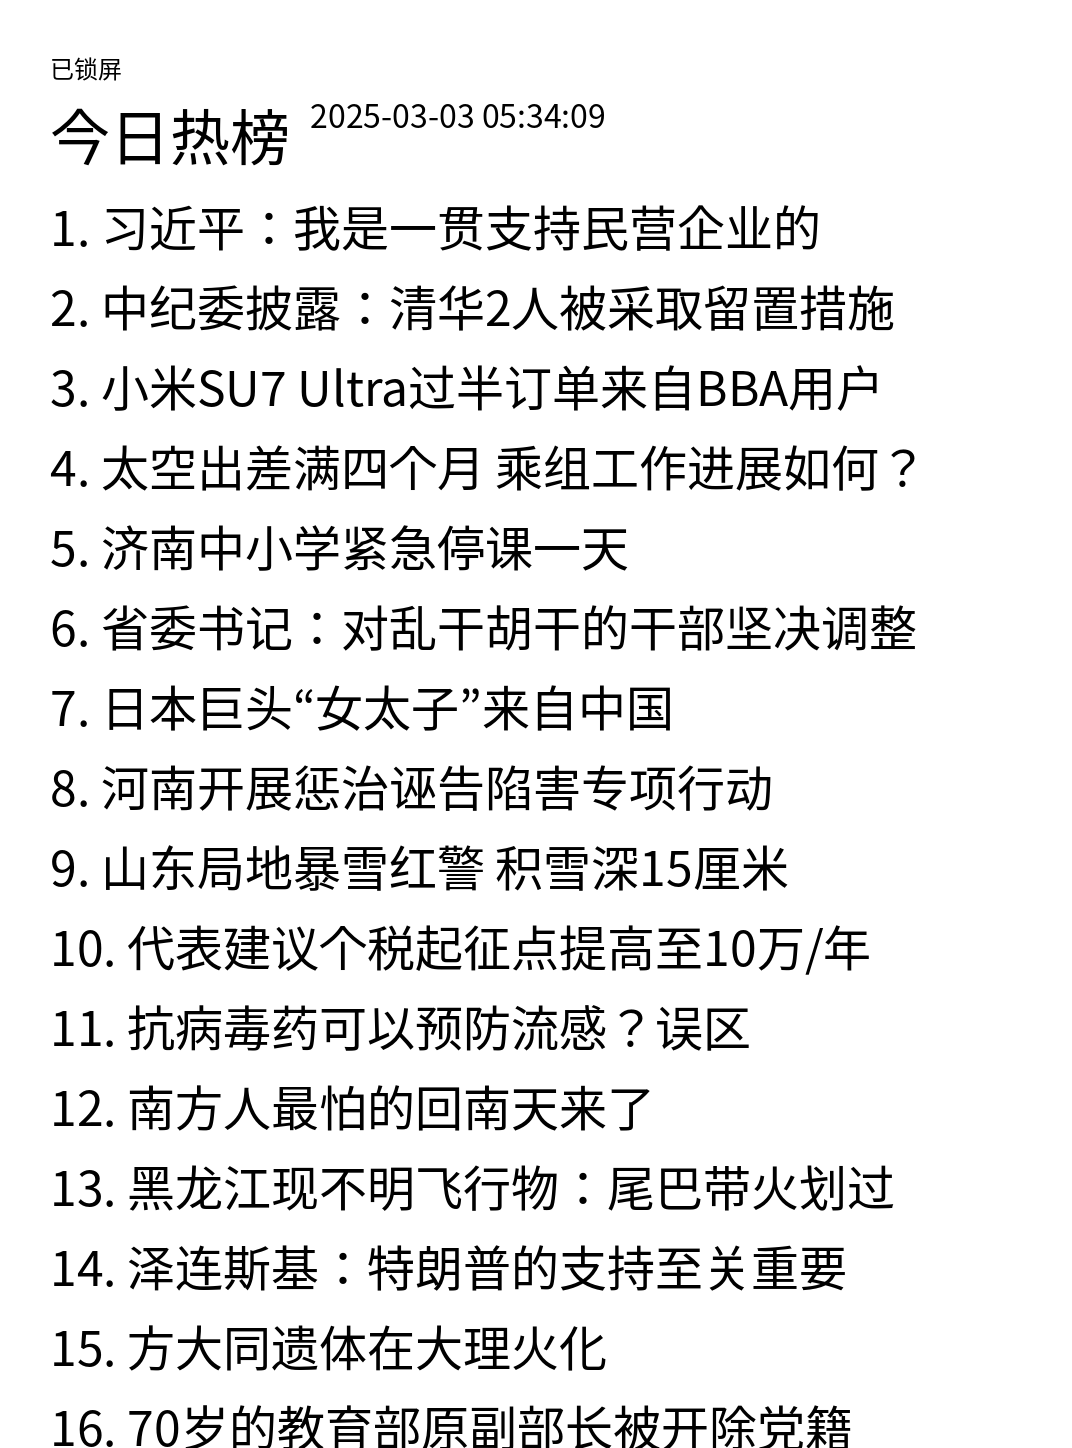 已锁屏
今日热榜 2025-03-03 05:34:09
1. 习近平：我是一贯支持民营企业的
2. 中纪委披露：清华2人被采取留置措施
3. 小米SU7 Ultra过半订单来自BBA用户
4. 太空出差满四个月 乘组工作进展如何？
5. 济南中小学紧急停课一天
6. 省委书记：对乱干胡干的干部坚决调整
7. 日本巨头“女太子”来自中国
8. 河南开展惩治诬告陷害专项行动
9. 山东局地暴雪红警 积雪深15厘米
10. 代表建议个税起征点提高至10万/年
11. 抗病毒药可以预防流感？误区
12. 南方人最怕的回南天来了
13. 黑龙江现不明飞行物：尾巴带火划过
14. 泽连斯基：特朗普的支持至关重要
15. 方大同遗体在大理火化
16. 70岁的教育部原副部长被开除党籍